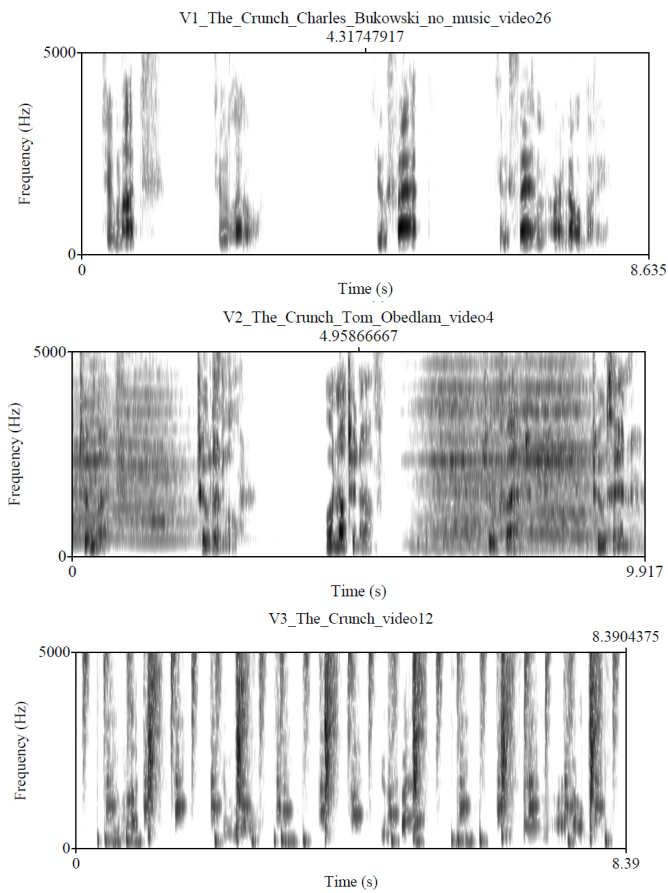 V1_The_Crunch_Charles_Bukowski_no_music_video26
4.31747917
5000
Frequency (Hz)
0
0
8.635
Time (s)
V2_The_Crunch_Tom_Obedlam_video4
4.95866667
5000
Frequency (Hz)
0
0
9.917
Time (s)
V3_The_Crunch_video12
8.3904375
5000
Frequency (Hz)
0
0
8.39
Time (s)